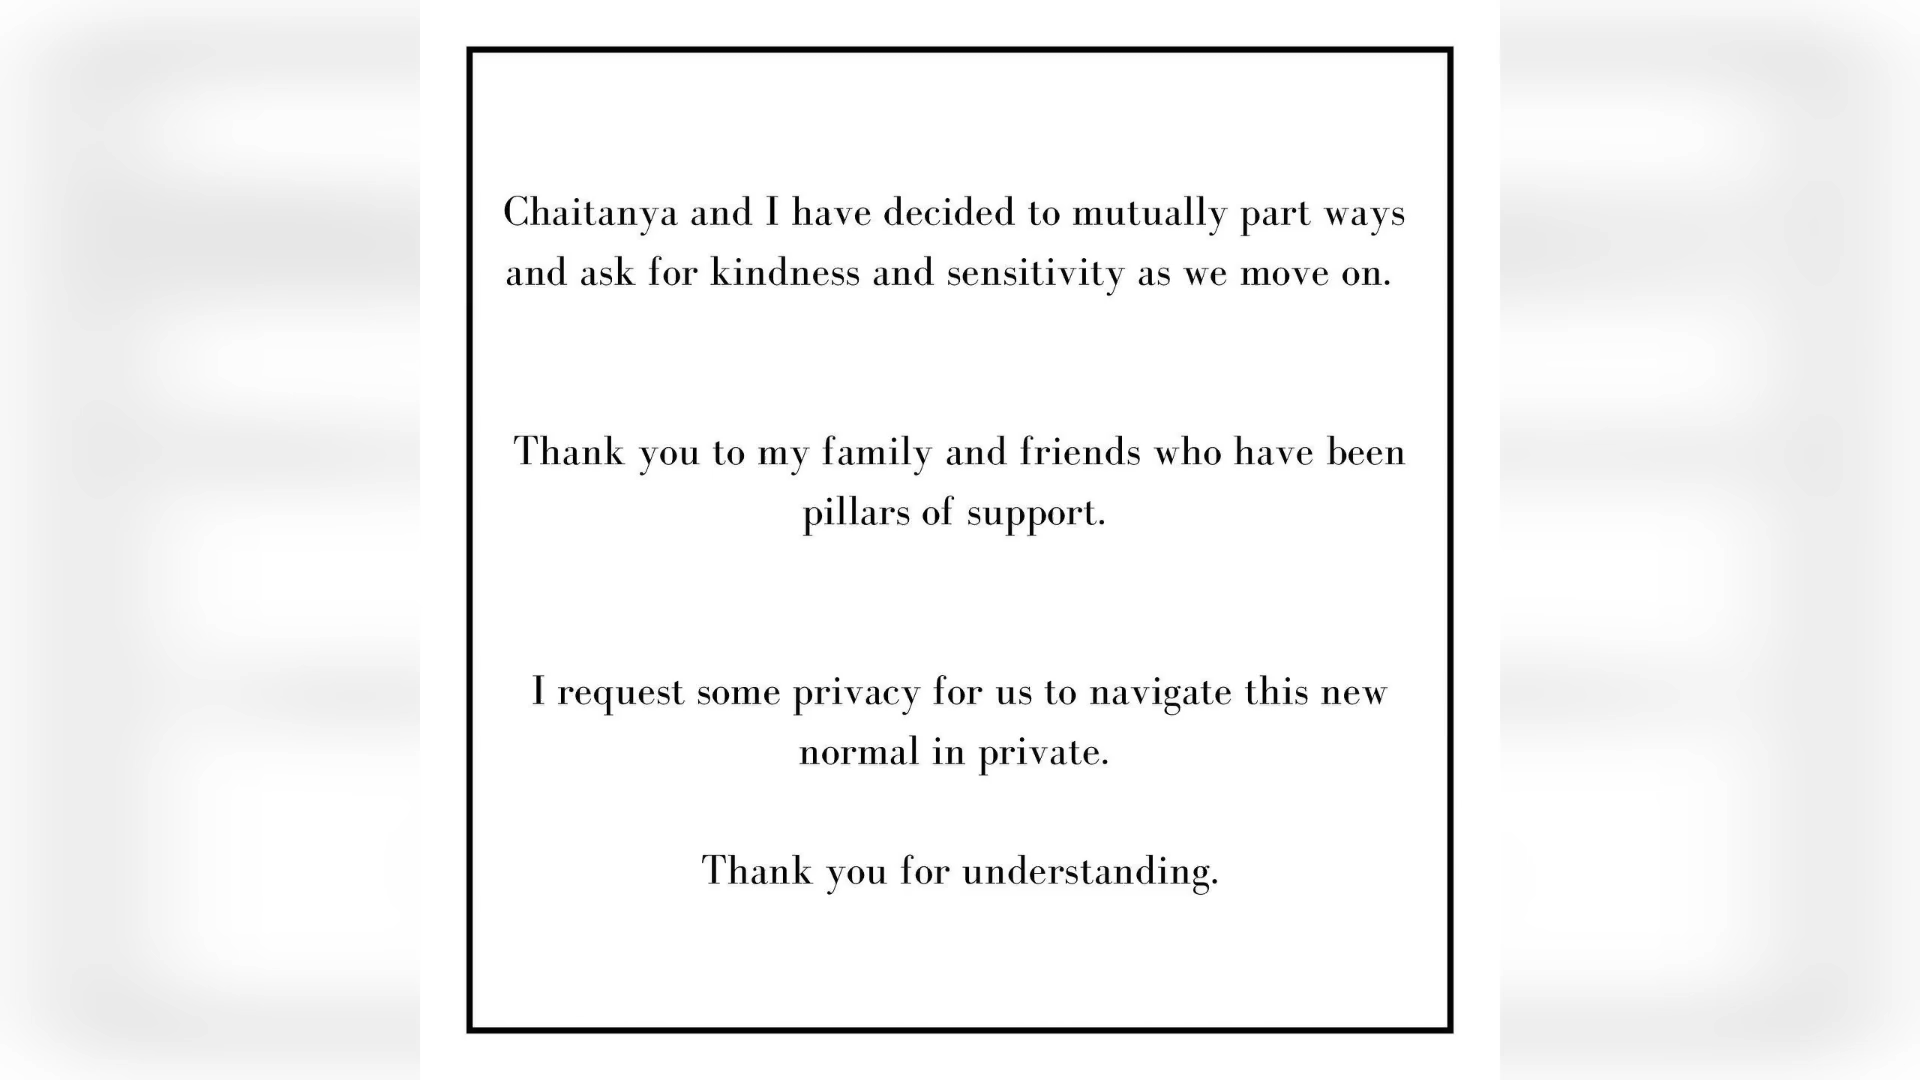 Chaitanya and I have decided to mutually part ways
and ask for kindness and sensitivity as we move on.
Thank you to my family and friends who have been
pillars of support.
I request some privacy for us to navigate this new
normal in private.
Thank you for understanding.